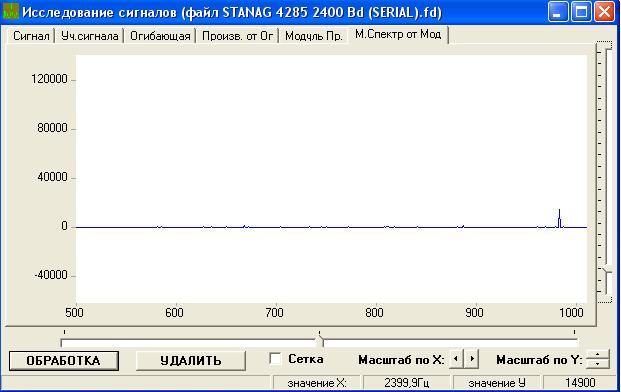 Исследование сигналов (файл STANAG 4285 2400 Bd (SERIAL).fd)
Сигнал Уч.сигнала Огибающая Произв. от Ог Модуль Пр. М.Спектр от Мод
120000
80000
40000
0
-40000
500 600 700 800 900 1000
ОБРАБОТКА УДАЛИТЬ Сетка Масштаб по X: Масштаб по Y:
значение X: 2399,9Гц значение У 14900